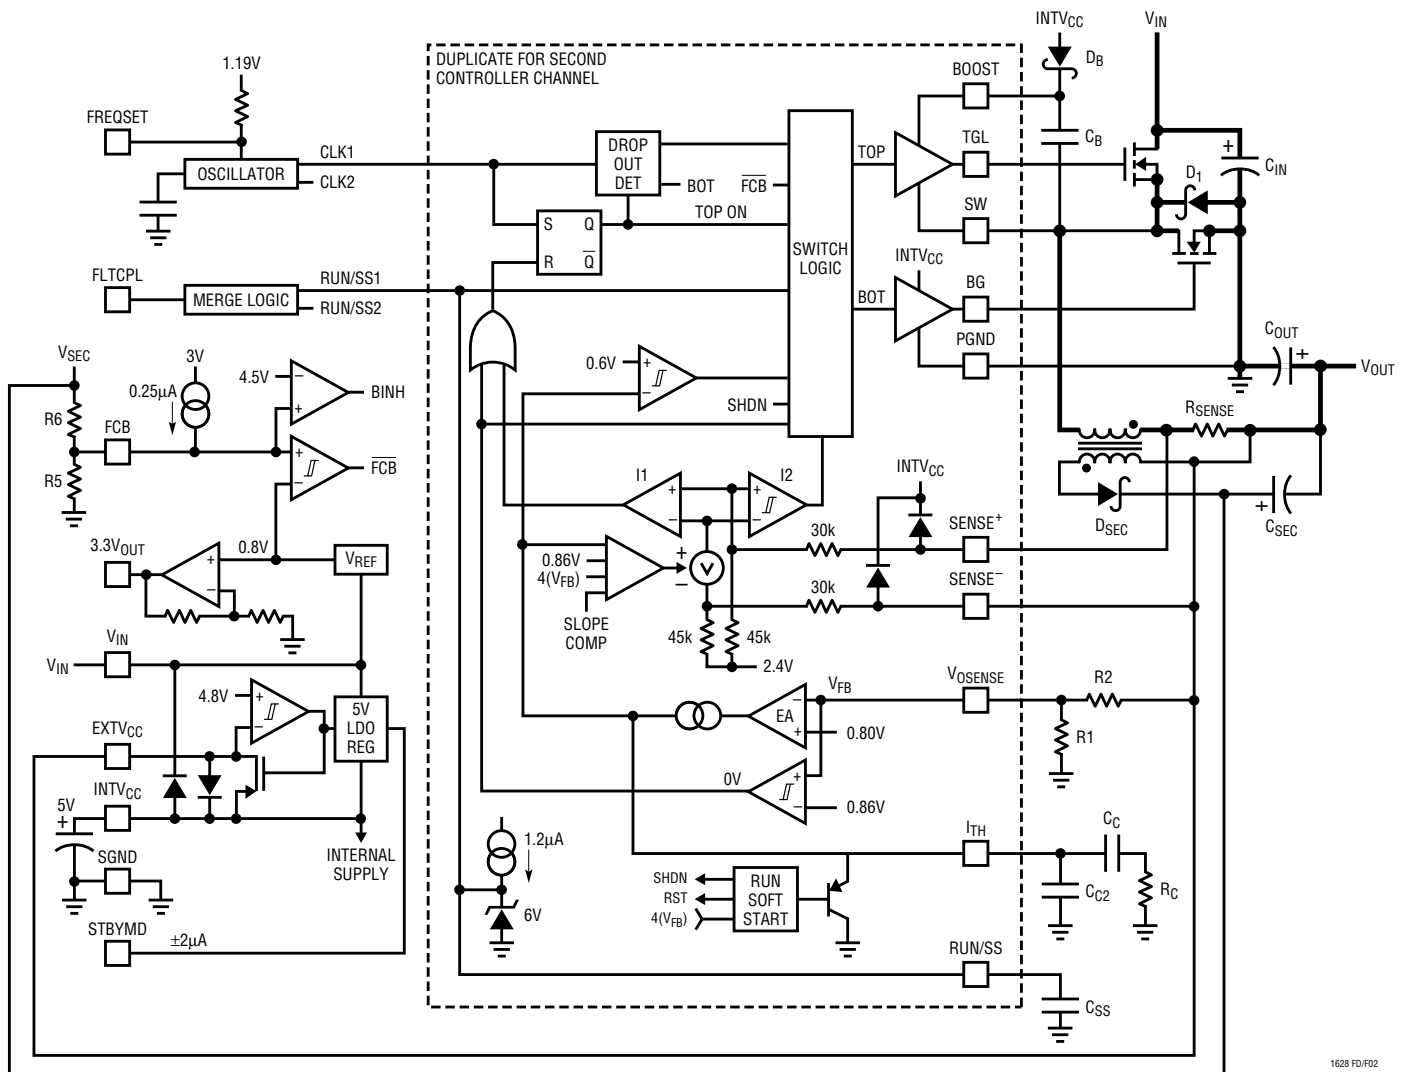 INTVCC
VIN
DUPLICATE FOR SECOND
CONTROLLER CHANNEL
1.19V
BOOST
DB
FREQSET
DROP
OUT
DET
TGL
CB
+
CIN
CLK1
OSCILLATOR
CLK2
BOT
FCB
TOP
D1
TOP ON
SW
S
Q
R
Q
SWITCH
LOGIC
INTVCC
FLTCPL
RUN/SS1
MERGE LOGIC
RUN/SS2
BOT
BG
PGND
COUT
+
VOUT
VSEC
3V
0.6V
+
−
4.5V
−
+
BINH
0.25µA
R6
FCB
SHDN
RSENSE
R5
+
−
FCB
I1
I2
INTVCC
+
−
+
−
DSEC
+
CSEC
30k
SENSE+
3.3VOUT
0.8V
+
−
VREF
0.86V
4(VFB)
+
−
V
SENSE−
30k
SLOPE
COMP
45k
45k
2.4V
VIN
VIN
4.8V
+
−
5V
LDO
REG
VFB
VOSENSE
R2
EXTVCC
−
EA
+
0.80V
R1
INTVCC
0V
+
−
0.86V
5V
+
INTERNAL
SUPPLY
SGND
1.2µA
ITH
CC
SHDN
RST
4(VFB)
RUN
SOFT
START
CC2
RC
6V
STBYMD
±2µA
RUN/SS
CSS
1628 FD/F02